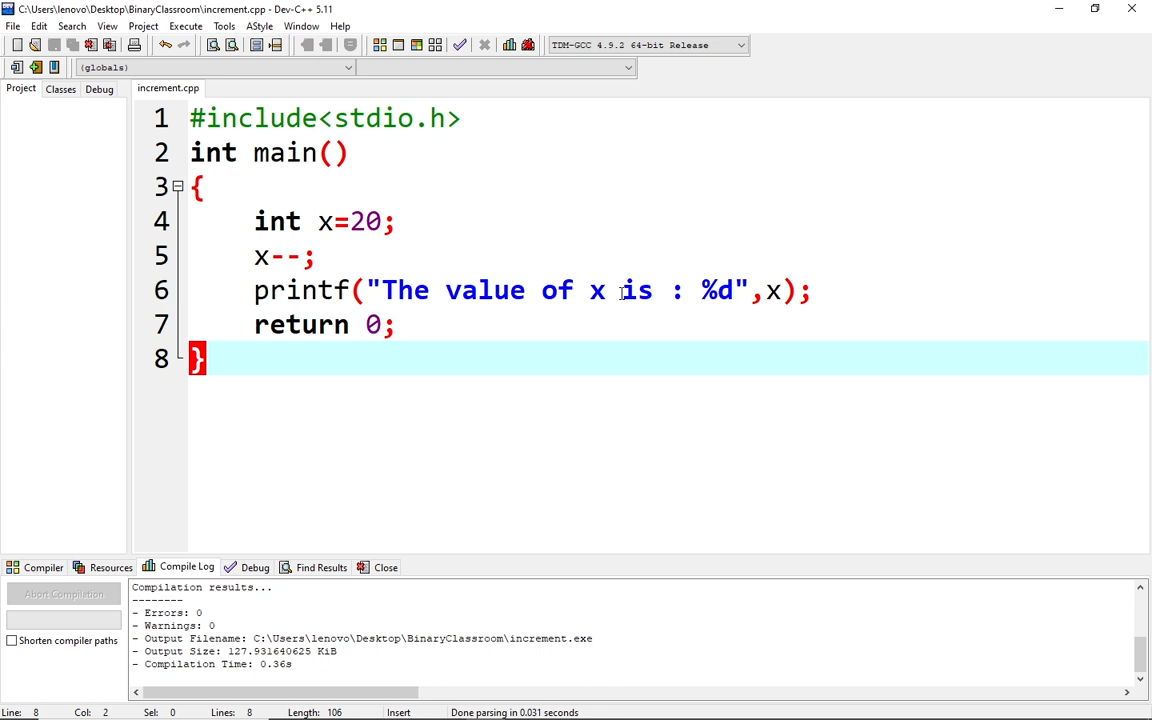 C:\Users\lenovo\Desktop\BinaryClassroom\increment.cpp - Dev-C++ 5.11
File Edit Search View Project Execute Tools AStyle Window Help
TDM-GCC 4.9.2 64-bit Release
(globals)
Project Classes Debug increment.cpp
1 #include<stdio.h>
2 int main()
3 {
4 int x=20;
5 x--;
6 printf("The value of x is : %d",x);
7 return 0;
8 }
Compiler Resources Compile Log Debug Find Results Close
Abort Compilation
Shorten compiler paths
Compilation results...
--------
- Errors: 0
- Warnings: 0
- Output Filename: C:\Users\lenovo\Desktop\BinaryClassroom\increment.exe
- Output Size: 127.931640625 KiB
- Compilation Time: 0.36s
Line: 8 Col: 2 Sel: 0 Lines: 8 Length: 106 Insert Done parsing in 0.031 seconds